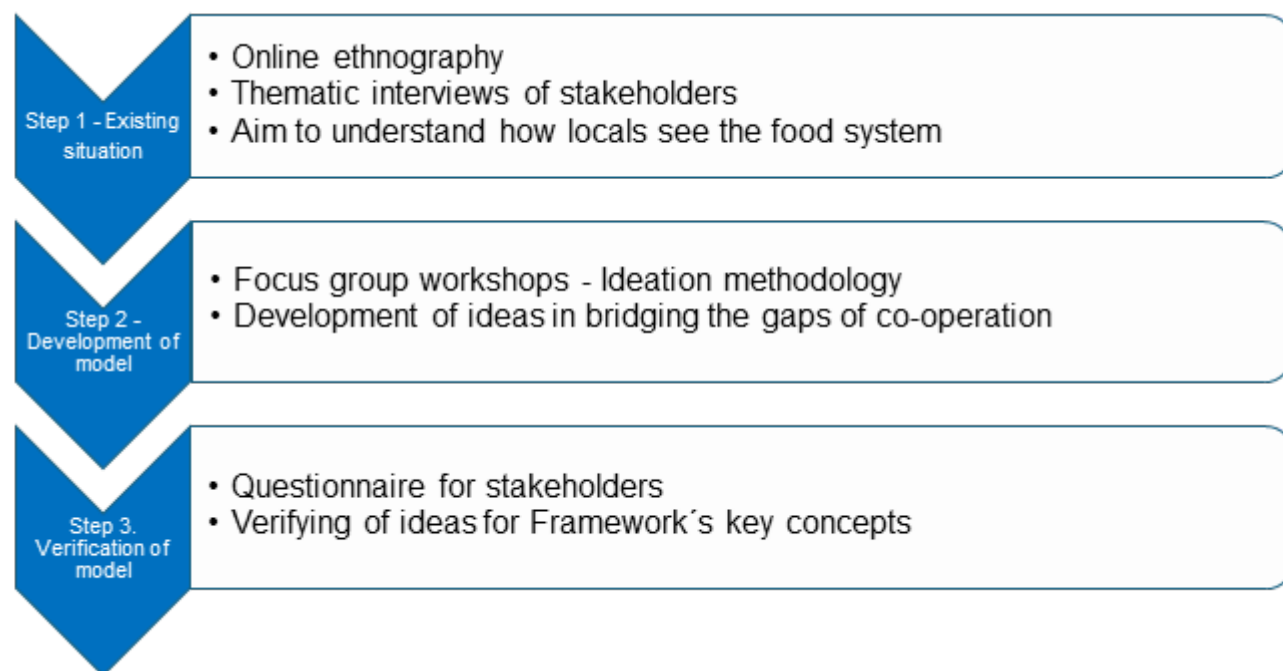 Step 1 - Existing
situation
• Online ethnography
• Thematic interviews of stakeholders
• Aim to understand how locals see the food system
Step 2 -
Development of
model
• Focus group workshops - Ideation methodology
• Development of ideas in bridging the gaps of co-operation
Step 3.
Verification of
model
• Questionnaire for stakeholders
• Verifying of ideas for Framework´s key concepts